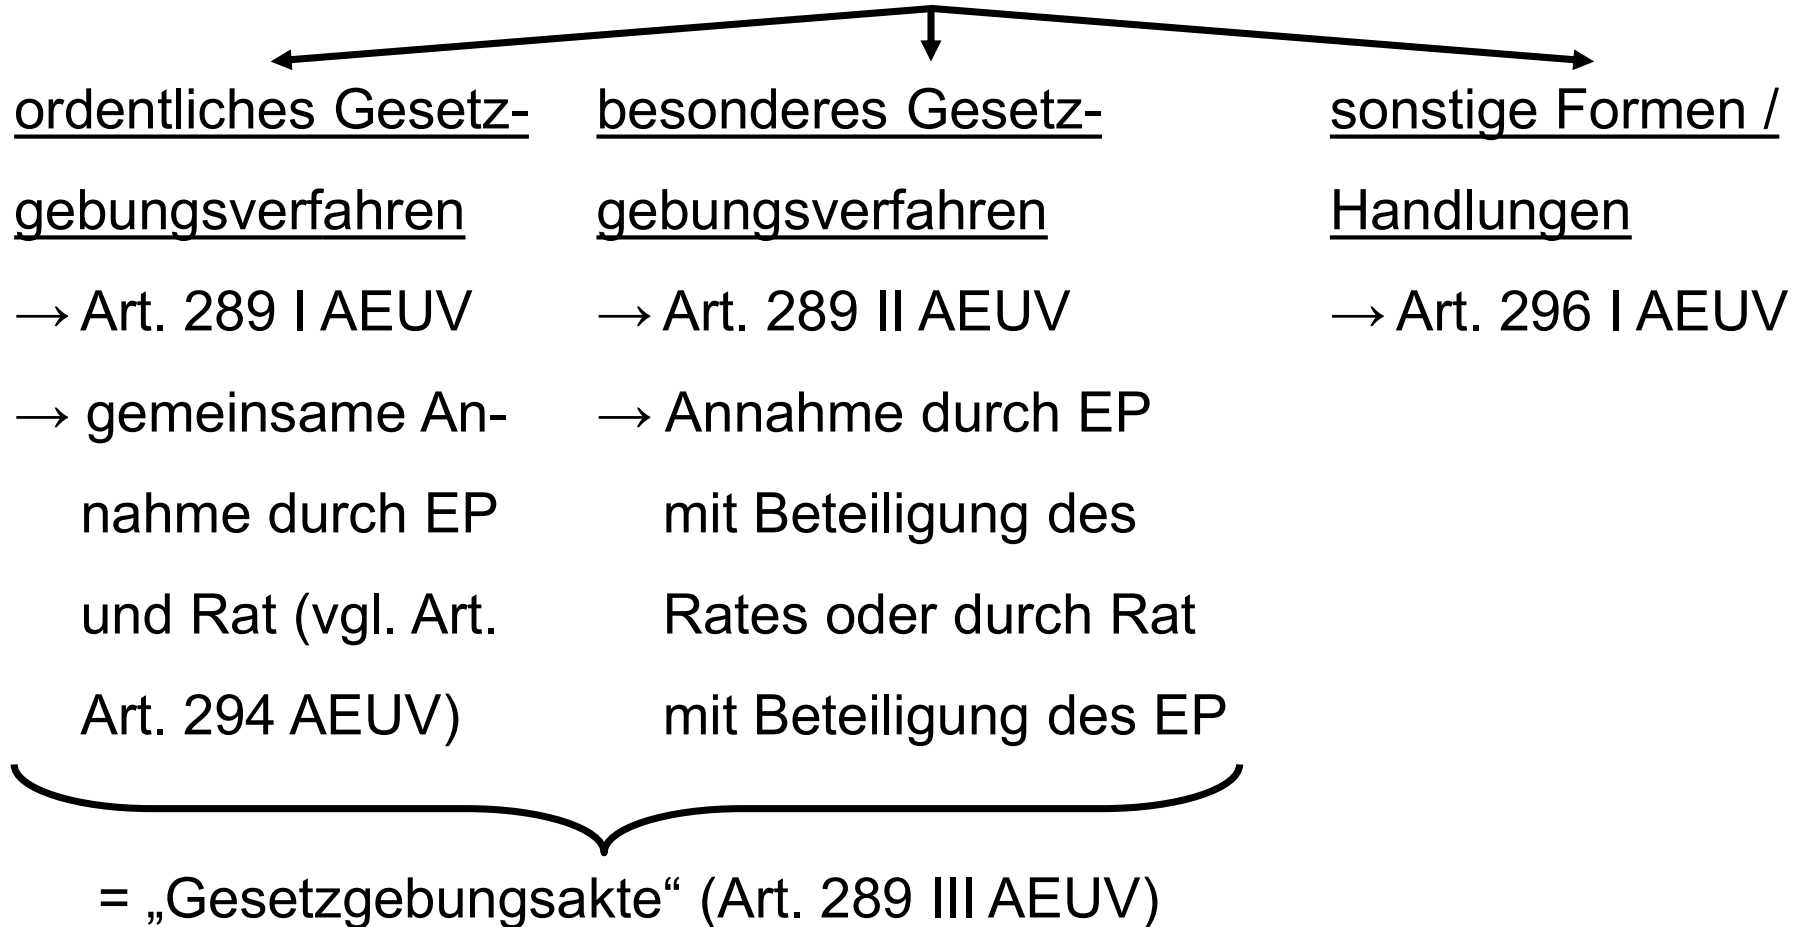 ordentliches Gesetz-
gebungsverfahren
→ Art. 289 I AEUV
→ gemeinsame An-
nahme durch EP
und Rat (vgl. Art.
Art. 294 AEUV)
besonderes Gesetz-
gebungsverfahren
→ Art. 289 II AEUV
→ Annahme durch EP
mit Beteiligung des
Rates oder durch Rat
mit Beteiligung des EP
sonstige Formen /
Handlungen
→ Art. 296 I AEUV
= „Gesetzgebungsakte“ (Art. 289 III AEUV)